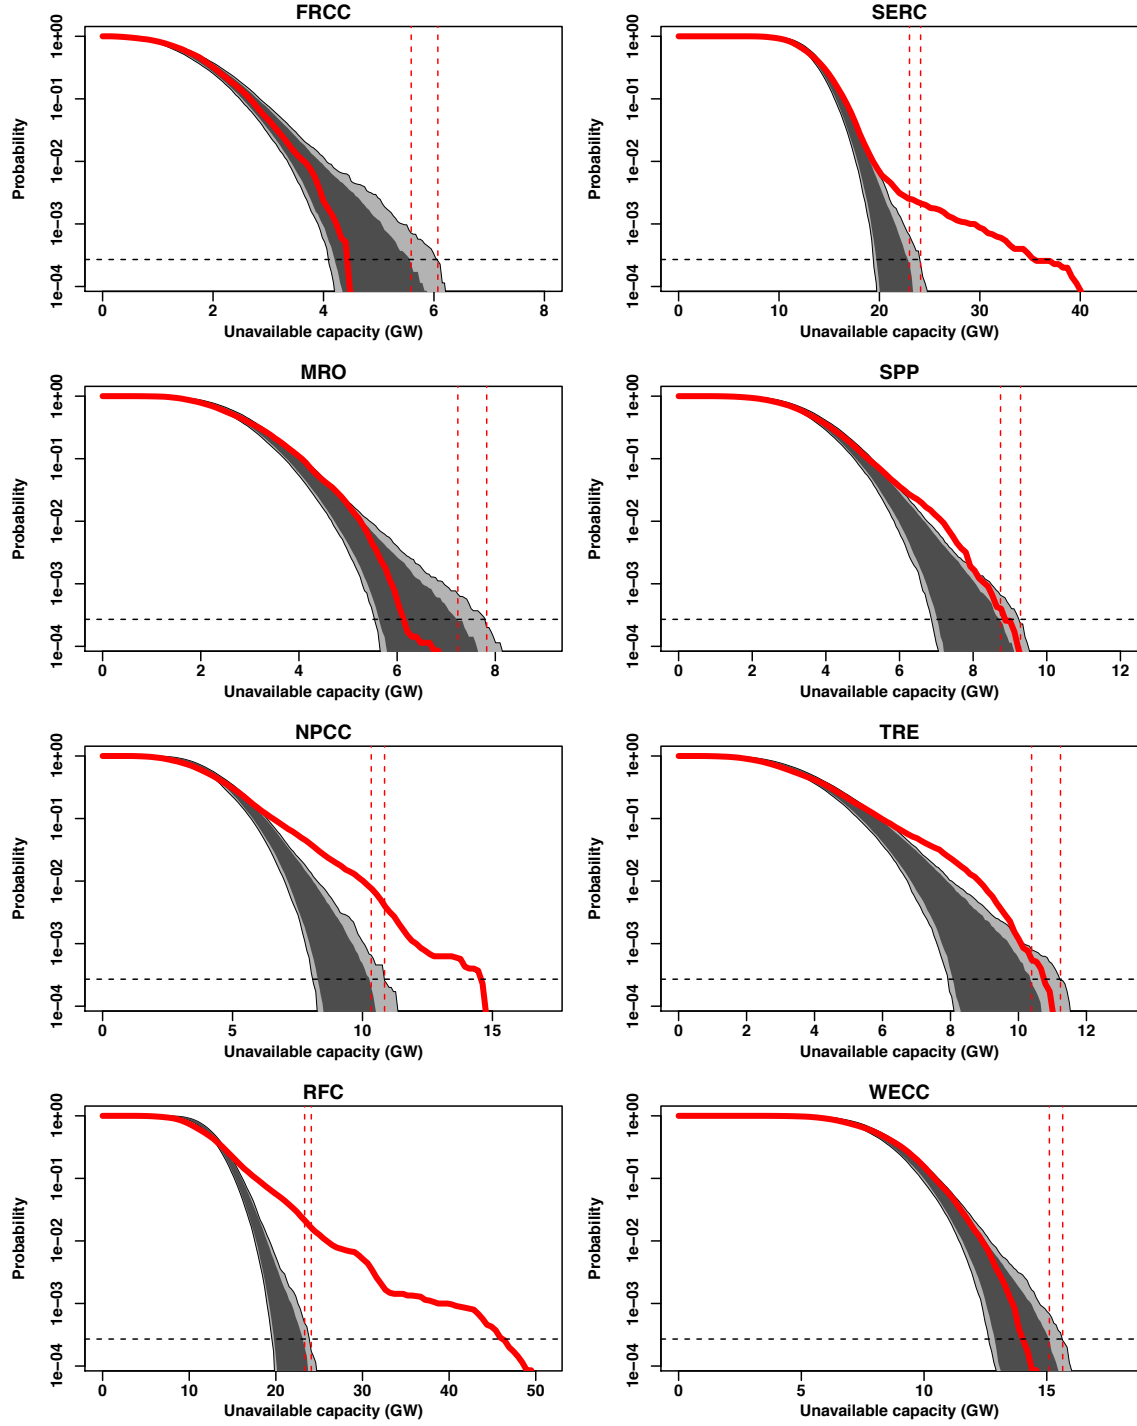 FRCC
Probability
1e+00
1e−01
1e−02
1e−03
1e−04
0 2 4 6 8
Unavailable capacity (GW)
SERC
Probability
1e+00
1e−01
1e−02
1e−03
1e−04
0 10 20 30 40
Unavailable capacity (GW)
MRO
Probability
1e+00
1e−01
1e−02
1e−03
1e−04
0 2 4 6 8
Unavailable capacity (GW)
SPP
Probability
1e+00
1e−01
1e−02
1e−03
1e−04
0 2 4 6 8 10 12
Unavailable capacity (GW)
NPCC
Probability
1e+00
1e−01
1e−02
1e−03
1e−04
0 5 10 15
Unavailable capacity (GW)
TRE
Probability
1e+00
1e−01
1e−02
1e−03
1e−04
0 2 4 6 8 10 12
Unavailable capacity (GW)
RFC
Probability
1e+00
1e−01
1e−02
1e−03
1e−04
0 10 20 30 40 50
Unavailable capacity (GW)
WECC
Probability
1e+00
1e−01
1e−02
1e−03
1e−04
0 5 10 15
Unavailable capacity (GW)